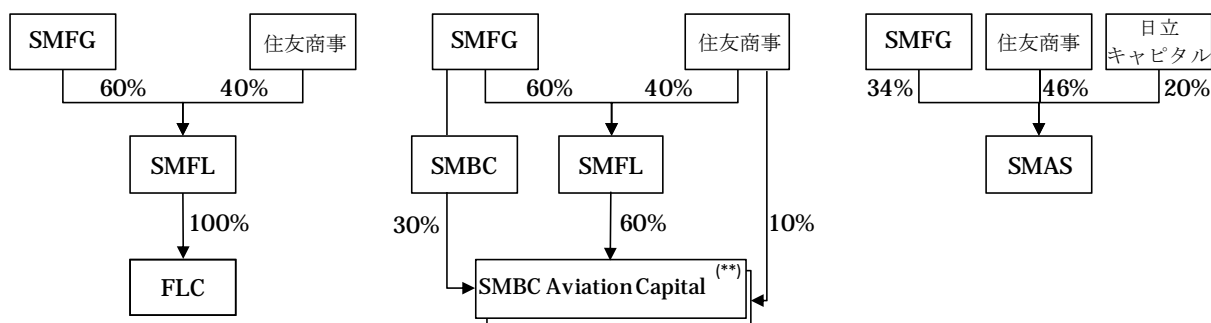 SMFG
住友商事
60%
40%
SMFL
100%
FLC
SMFG
住友商事
60%
40%
SMBC
SMFL
30%
60%
10%
SMBC Aviation Capital (**)
SMFG
住友商事
日立
キャピタル
34%
46%
20%
SMAS